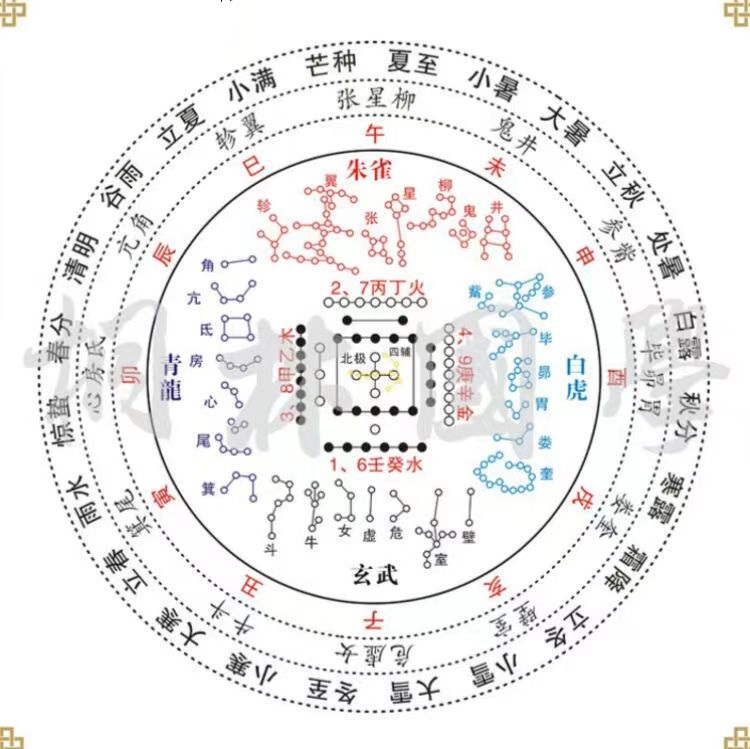 芒种
夏至
小暑
大暑
立秋
处暑
白露
秋分
寒露
霜降
立冬
小雪
大雪
冬至
小寒
大寒
立春
雨水
惊蛰
春分
清明
谷雨
立夏
小满
张星柳
鬼井
参觜
毕昴胃
娄奎
壁室
危虚女
牛斗
箕尾
心房氐
亢角
轸翼
午
未
申
酉
戌
亥
子
丑
寅
卯
辰
巳
朱雀
翼
轸
张
星
柳
鬼
井
青龍
角
亢
氐
房
心
尾
箕
白虎
觜
参
毕
昴
胃
娄
奎
2、7丙丁火
3、8甲乙木
北极
四辅
4、9庚辛金
1、6壬癸水
斗
牛
女
虚
危
室
壁
玄武
桐林國學